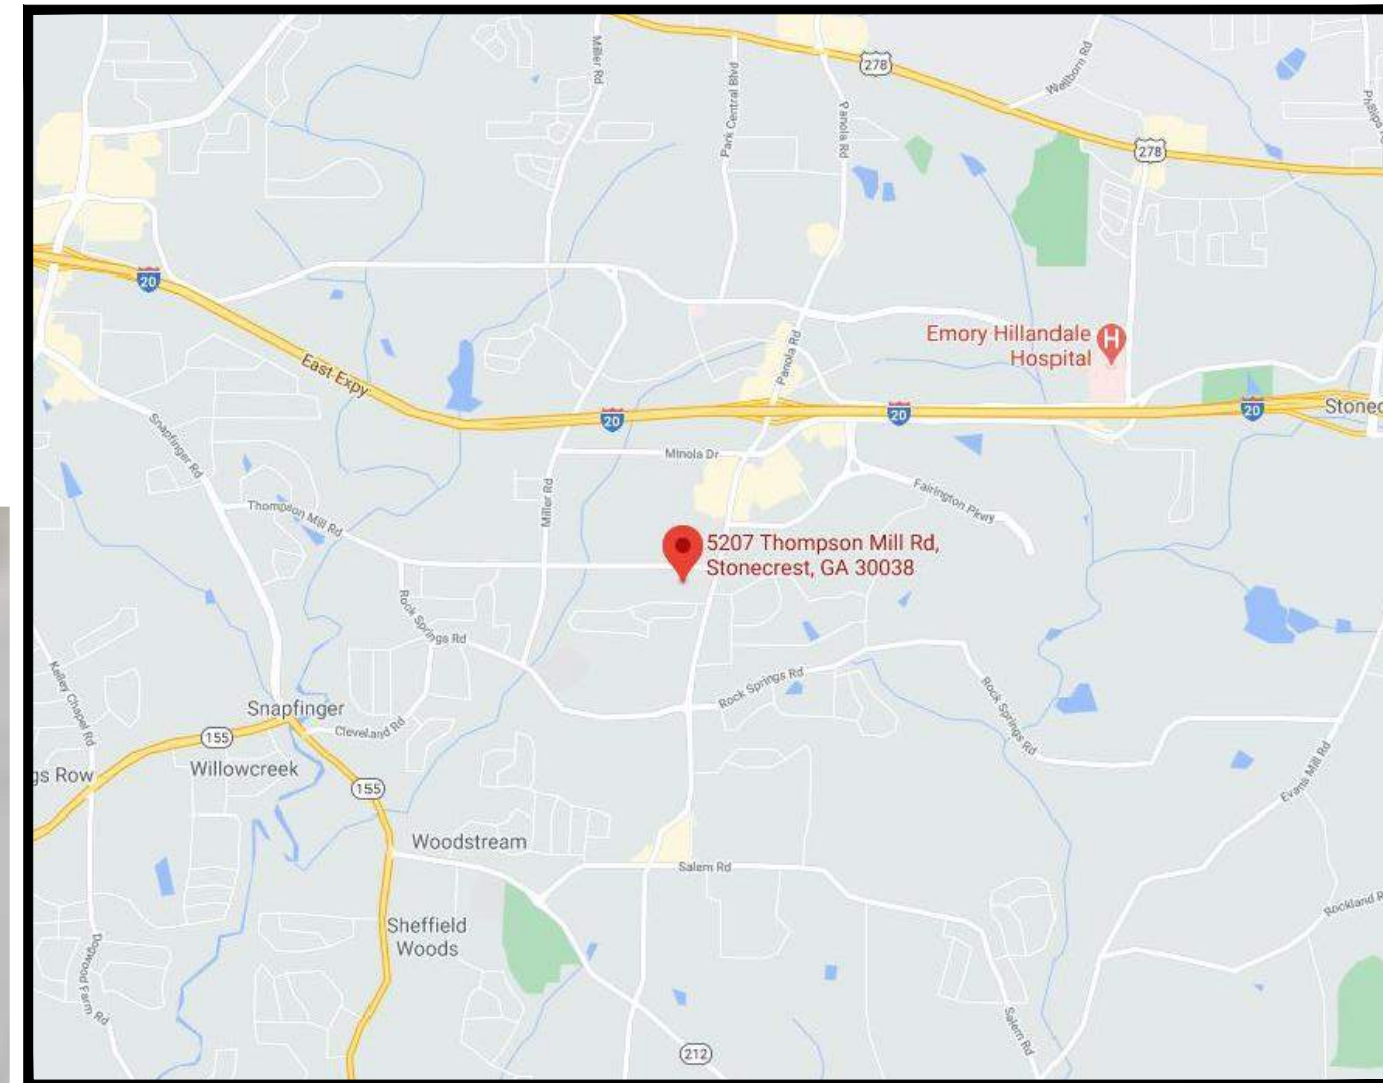 Miller Rd
Park Central Blvd
Panola Rd
278
Wellborn Rd
278
20
East Expy
Panola Rd
Emory Hillandale
Hospital
H
20
20
20
Snapfinger Rd
Minola Dr
Thompson Mill Rd
Miller Rd
Fairington Pkwy
5207 Thompson Mill Rd,
Stonecrest, GA 30038
Rock Springs Rd
Kelley Chapel Rd
Snapfinger
Cleveland Rd
Rock Springs Rd
Rock Springs Rd
155
gs Row
Willowcreek
155
Evans Mill Rd
Woodstream
Salem Rd
Sheffield
Woods
Rockland R
Dogwood Farm Rd
Salem Rd
212